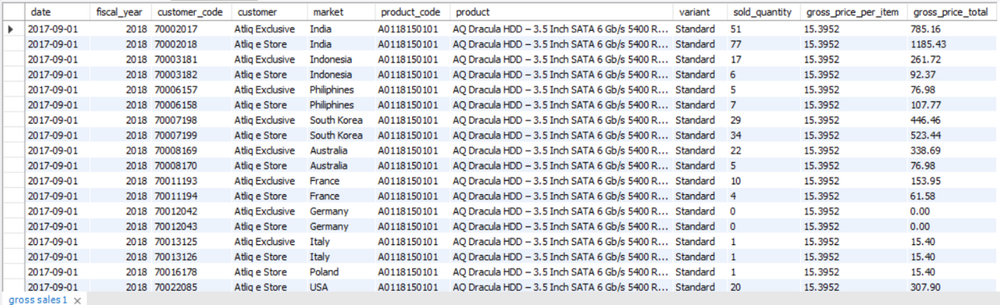 date fiscal_year customer_code customer market product_code product variant sold_quantity gross_price_per_item gross_price_total
2017-09-01 2018 70002017 Atliq Exclusive India A0118150101 AQ Dracula HDD – 3.5 Inch SATA 6 Gb/s 5400 R... Standard 51 15.3952 785.16
2017-09-01 2018 70002018 Atliq e Store India A0118150101 AQ Dracula HDD – 3.5 Inch SATA 6 Gb/s 5400 R... Standard 77 15.3952 1185.43
2017-09-01 2018 70003181 Atliq Exclusive Indonesia A0118150101 AQ Dracula HDD – 3.5 Inch SATA 6 Gb/s 5400 R... Standard 17 15.3952 261.72
2017-09-01 2018 70003182 Atliq e Store Indonesia A0118150101 AQ Dracula HDD – 3.5 Inch SATA 6 Gb/s 5400 R... Standard 6 15.3952 92.37
2017-09-01 2018 70006157 Atliq Exclusive Philiphines A0118150101 AQ Dracula HDD – 3.5 Inch SATA 6 Gb/s 5400 R... Standard 5 15.3952 76.98
2017-09-01 2018 70006158 Atliq e Store Philiphines A0118150101 AQ Dracula HDD – 3.5 Inch SATA 6 Gb/s 5400 R... Standard 7 15.3952 107.77
2017-09-01 2018 70007198 Atliq Exclusive South Korea A0118150101 AQ Dracula HDD – 3.5 Inch SATA 6 Gb/s 5400 R... Standard 29 15.3952 446.46
2017-09-01 2018 70007199 Atliq e Store South Korea A0118150101 AQ Dracula HDD – 3.5 Inch SATA 6 Gb/s 5400 R... Standard 34 15.3952 523.44
2017-09-01 2018 70008169 Atliq Exclusive Australia A0118150101 AQ Dracula HDD – 3.5 Inch SATA 6 Gb/s 5400 R... Standard 22 15.3952 338.69
2017-09-01 2018 70008170 Atliq e Store Australia A0118150101 AQ Dracula HDD – 3.5 Inch SATA 6 Gb/s 5400 R... Standard 5 15.3952 76.98
2017-09-01 2018 70011193 Atliq Exclusive France A0118150101 AQ Dracula HDD – 3.5 Inch SATA 6 Gb/s 5400 R... Standard 10 15.3952 153.95
2017-09-01 2018 70011194 Atliq e Store France A0118150101 AQ Dracula HDD – 3.5 Inch SATA 6 Gb/s 5400 R... Standard 4 15.3952 61.58
2017-09-01 2018 70012042 Atliq Exclusive Germany A0118150101 AQ Dracula HDD – 3.5 Inch SATA 6 Gb/s 5400 R... Standard 0 15.3952 0.00
2017-09-01 2018 70012043 Atliq e Store Germany A0118150101 AQ Dracula HDD – 3.5 Inch SATA 6 Gb/s 5400 R... Standard 0 15.3952 0.00
2017-09-01 2018 70013125 Atliq Exclusive Italy A0118150101 AQ Dracula HDD – 3.5 Inch SATA 6 Gb/s 5400 R... Standard 1 15.3952 15.40
2017-09-01 2018 70013126 Atliq e Store Italy A0118150101 AQ Dracula HDD – 3.5 Inch SATA 6 Gb/s 5400 R... Standard 1 15.3952 15.40
2017-09-01 2018 70016178 Atliq e Store Poland A0118150101 AQ Dracula HDD – 3.5 Inch SATA 6 Gb/s 5400 R... Standard 1 15.3952 15.40
2017-09-01 2018 70022085 Atliq e Store USA A0118150101 AQ Dracula HDD – 3.5 Inch SATA 6 Gb/s 5400 R... Standard 20 15.3952 307.90
gross sales 1